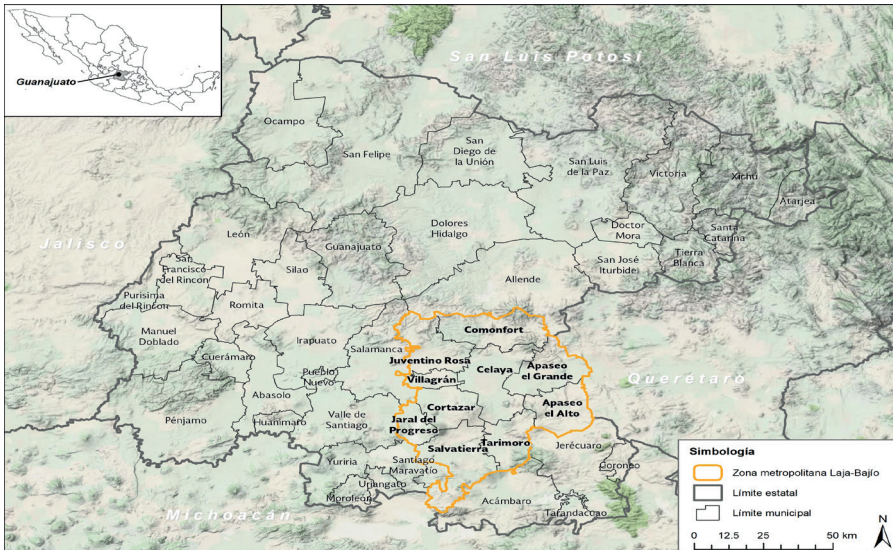 San Luis Potosí
Guanajuato
Ocampo
San Felipe
San
Diego de
la Unión
San Luis
de la Paz
Victoria
Xichú
Atarjea
Jalisco
León
Guanajuato
Dolores
Hidalgo
Doctor
Mora
Santa
Catarina
San
Francisco
del Rincón
Silao
Allende
San José
Iturbide
Tierra
Blanca
Purísima
del Rincón
Romita
Manuel
Doblado
Irapuato
Salamanca
Comonfort
Cuerámaro
Pueblo
Nuevo
Juventino Rosa
Villagrán
Celaya
Apaseo
el Grande
Querétaro
Abasolo
Pénjamo
Huanímaro
Valle de
Santiago
Cortazar
Jaral del
Progreso
Apaseo
el Alto
Yuriria
Salvatierra
Tarimoro
Jerécuaro
Santiago
Maravatío
Coroneo
Uriangato
Moroleón
Acámbaro
Tarandacuao
Michoacán
Simbología
Zona metropolitana Laja-Bajío
Límite estatal
Límite municipal
0 12.5 25 50 km
N